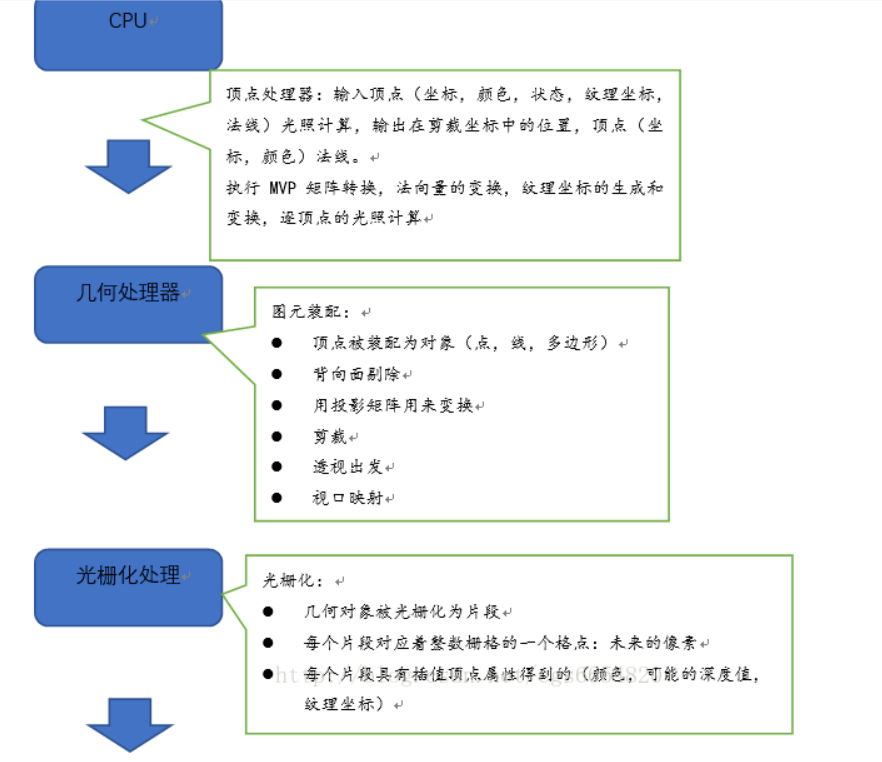 CPU
顶点处理器：输入顶点（坐标，颜色，状态，纹理坐标，
法线）光照计算，输出在剪裁坐标中的位置，顶点（坐
标，颜色）法线。
执行 MVP 矩阵转换，法向量的变换，纹理坐标的生成和
变换，逐顶点的光照计算
几何处理器
图元装配：
● 顶点被装配为对象（点，线，多边形）
● 背向面剔除
● 用投影矩阵用来变换
● 剪裁
● 透视出发
● 视口映射
光栅化处理
光栅化：
● 几何对象被光栅化为片段
● 每个片段对应着整数栅格的一个格点：未来的像素
● 每个片段具有插值顶点属性得到的（颜色，可能的深度值，
纹理坐标）